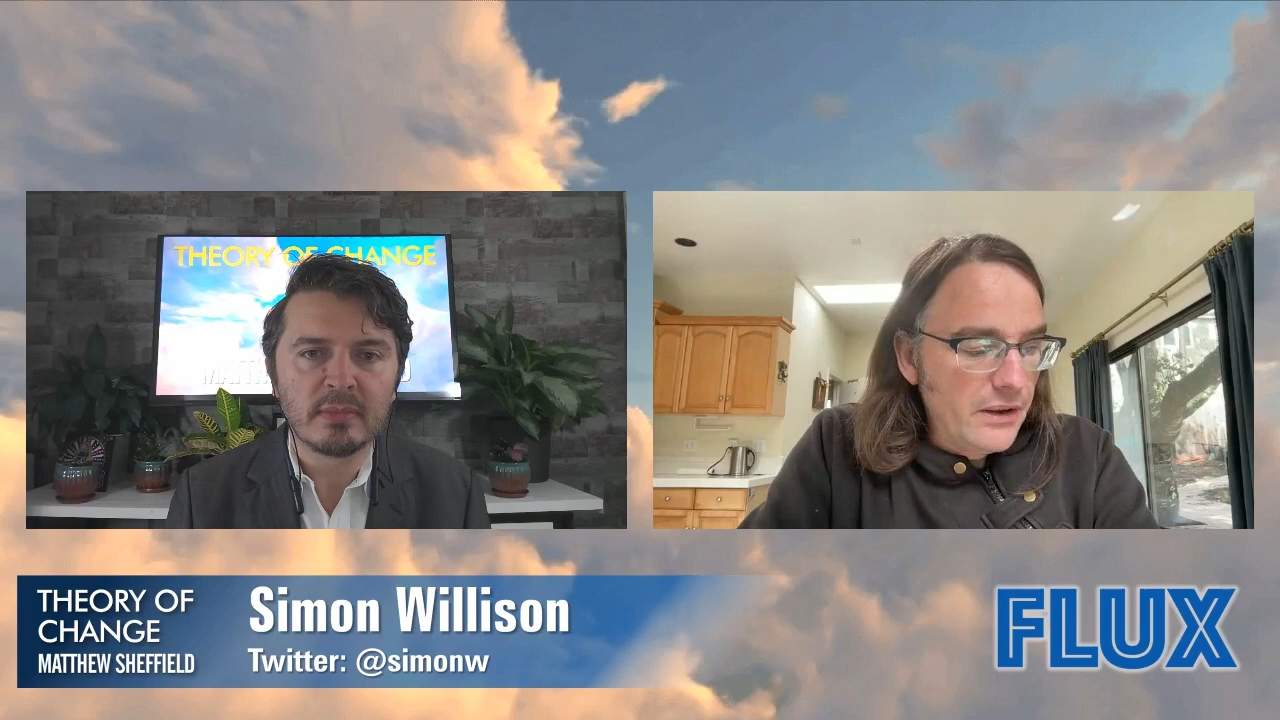 THEORY OF CHANGE
THEORY OF
CHANGE
MATTHEW SHEFFIELD
Simon Willison
Twitter: @simonw
FLUX